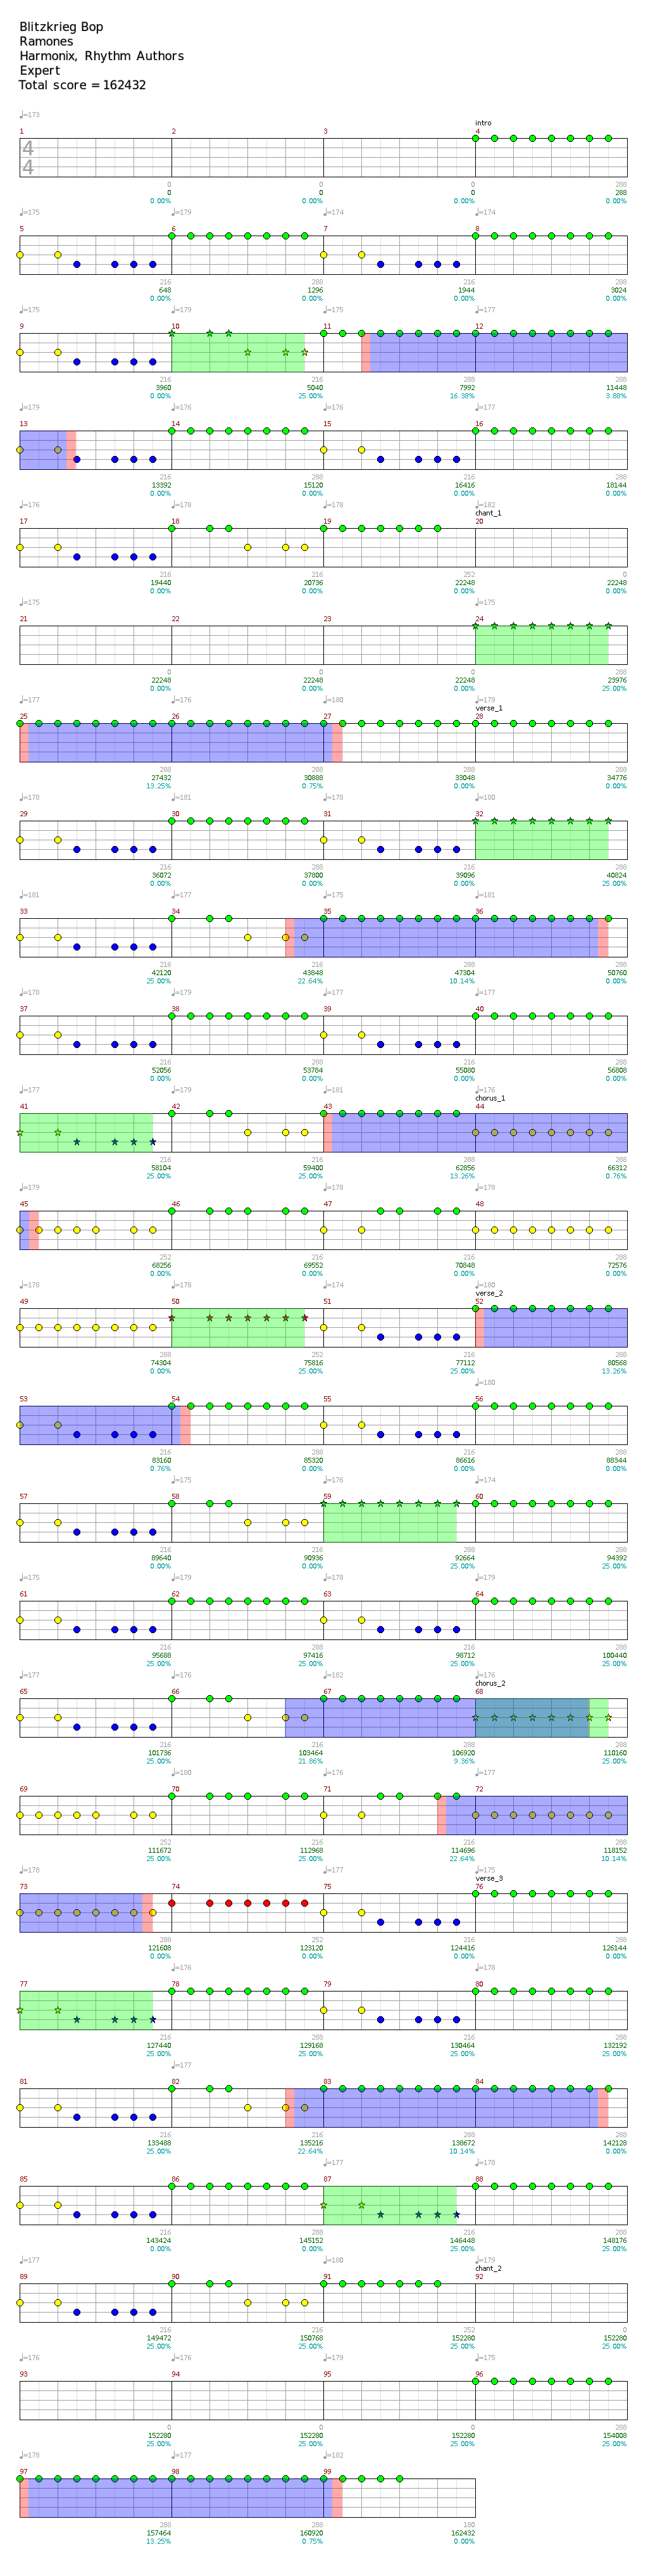 Blitzkrieg Bop
Ramones
Harmonix, Rhythm Authors
Expert
Total score = 162432
♩=173
intro
1 2 3 4
4
4
0 0 0 288
0 0 0 288
0.00% 0.00% 0.00% 0.00%
♩=175 ♩=179 ♩=174 ♩=174
5 6 7 8
216 288 216 288
648 1296 1944 3024
0.00% 0.00% 0.00% 0.00%
♩=175 ♩=179 ♩=175 ♩=177
9 10 11 12
216 216 288 288
3960 5040 7992 11448
0.00% 25.00% 16.38% 3.88%
♩=179 ♩=176 ♩=176 ♩=177
13 14 15 16
216 288 216 288
13392 15120 16416 18144
0.00% 0.00% 0.00% 0.00%
♩=176 ♩=178 ♩=178 ♩=182
chant_1
17 18 19 20
216 216 252 0
19440 20736 22248 22248
0.00% 0.00% 0.00% 0.00%
♩=175 ♩=175
21 22 23 24
0 0 0 288
22248 22248 22248 23976
0.00% 0.00% 0.00% 25.00%
♩=177 ♩=176 ♩=180 ♩=179
verse_1
25 26 27 28
288 288 288 288
27432 30888 33048 34776
13.25% 0.75% 0.00% 0.00%
♩=178 ♩=181 ♩=178 ♩=180
29 30 31 32
216 288 216 288
36072 37800 39096 40824
0.00% 0.00% 0.00% 25.00%
♩=181 ♩=177 ♩=175 ♩=181
33 34 35 36
216 216 288 288
42120 43848 47304 50760
25.00% 22.64% 10.14% 0.00%
♩=178 ♩=179 ♩=177 ♩=177
37 38 39 40
216 288 216 288
52056 53784 55080 56808
0.00% 0.00% 0.00% 0.00%
♩=177 ♩=179 ♩=181 ♩=176
chorus_1
41 42 43 44
216 216 288 288
58104 59400 62856 66312
25.00% 25.00% 13.26% 0.76%
♩=179 ♩=176 ♩=178 ♩=178
45 46 47 48
252 216 216 288
68256 69552 70848 72576
0.00% 0.00% 0.00% 0.00%
♩=178 ♩=178 ♩=174 ♩=180
verse_2
49 50 51 52
288 252 216 288
74304 75816 77112 80568
0.00% 25.00% 25.00% 13.26%
♩=180
53 54 55 56
216 288 216 288
83160 85320 86616 88344
0.76% 0.00% 0.00% 0.00%
♩=175 ♩=176 ♩=174
57 58 59 60
216 216 288 288
89640 90936 92664 94392
0.00% 0.00% 25.00% 25.00%
♩=175 ♩=179 ♩=178 ♩=179
61 62 63 64
216 288 216 288
95688 97416 98712 100440
25.00% 25.00% 25.00% 25.00%
♩=177 ♩=176 ♩=182 ♩=176
chorus_2
65 66 67 68
216 216 288 288
101736 103464 106920 110160
25.00% 21.86% 9.36% 25.00%
♩=180 ♩=176 ♩=177
69 70 71 72
252 216 216 288
111672 112968 114696 118152
25.00% 25.00% 22.64% 10.14%
♩=178 ♩=177 ♩=175
verse_3
73 74 75 76
288 252 216 288
121608 123120 124416 126144
0.00% 0.00% 0.00% 0.00%
♩=176 ♩=178
77 78 79 80
216 288 216 288
127440 129168 130464 132192
25.00% 25.00% 25.00% 25.00%
♩=177
81 82 83 84
216 216 288 288
133488 135216 138672 142128
25.00% 22.64% 10.14% 0.00%
♩=177 ♩=178
85 86 87 88
216 288 216 288
143424 145152 146448 148176
0.00% 0.00% 25.00% 25.00%
♩=177 ♩=180 ♩=179
chant_2
89 90 91 92
216 216 252 0
149472 150768 152280 152280
25.00% 25.00% 25.00% 25.00%
♩=176 ♩=176 ♩=179 ♩=175
93 94 95 96
0 0 0 288
152280 152280 152280 154008
25.00% 25.00% 25.00% 25.00%
♩=178 ♩=177 ♩=182
97 98 99
288 288 180
157464 160920 162432
13.25% 0.75% 0.00%